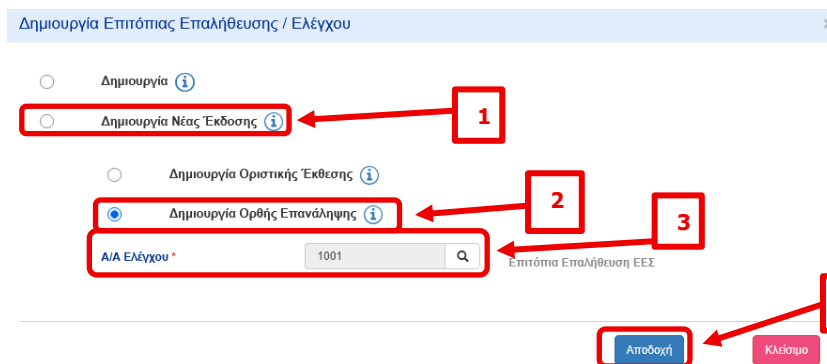 Δημιουργία Επιτόπιας Επαλήθευσης / Ελέγχου
Δημιουργία
Δημιουργία Νέας Έκδοσης
1
Δημιουργία Οριστικής Έκθεσης
Δημιουργία Ορθής Επανάληψης
2
3
Α/Α Ελέγχου *
1001
Επιτόπια Επαλήθευση ΕΕΣ
Αποδοχή
Κλείσιμο